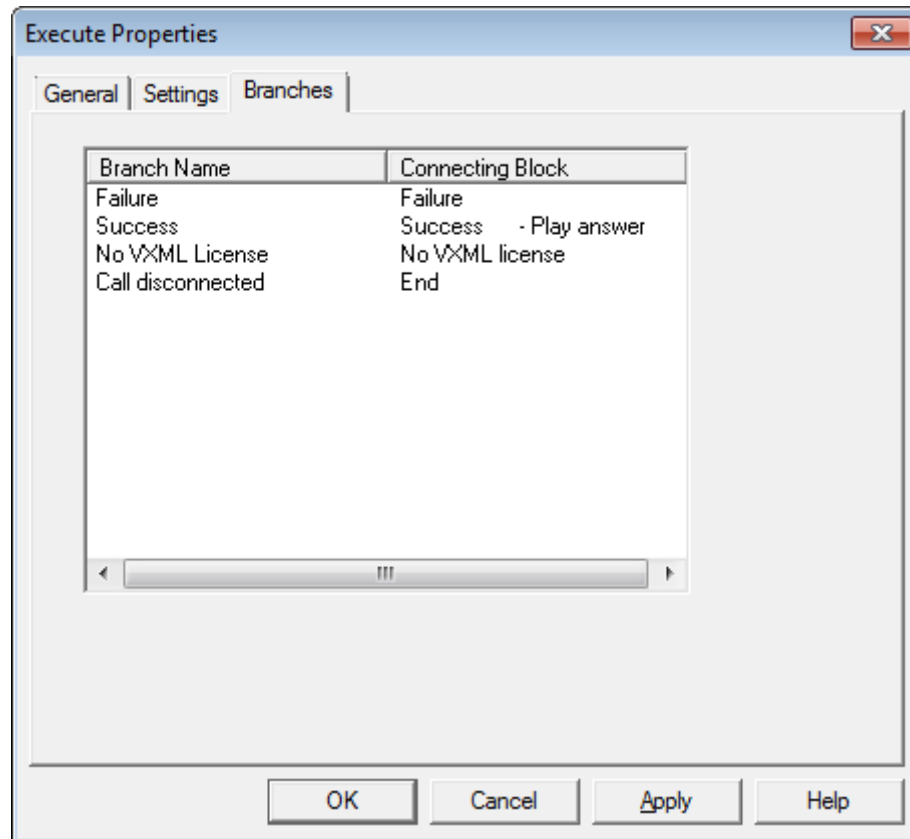 Execute Properties
General Settings Branches
Branch Name Connecting Block
Failure Failure
Success Success - Play answer
No VXML License No VXML license
Call disconnected End
OK Cancel Apply Help